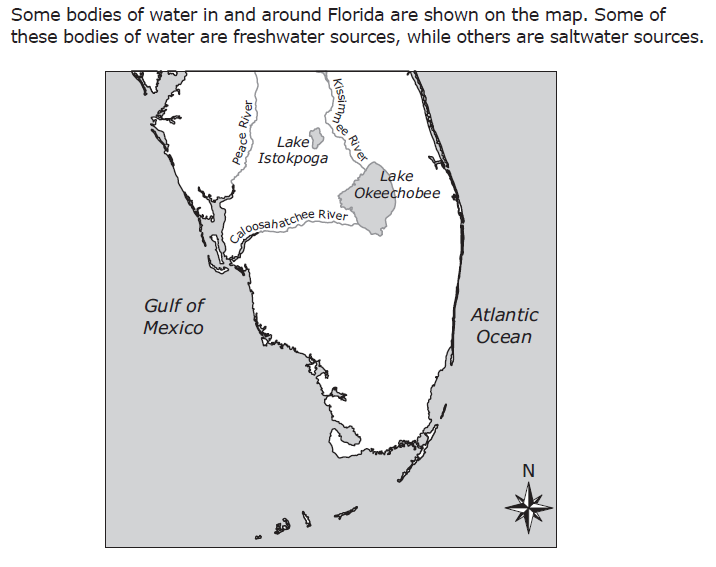 Some bodies of water in and around Florida are shown on the map. Some of
these bodies of water are freshwater sources, while others are saltwater sources.
Peace River
Kissimmee River
Lake
Istokpoga
Lake
Okeechobee
Caloosahatchee River
Gulf of
Mexico
Atlantic
Ocean
N